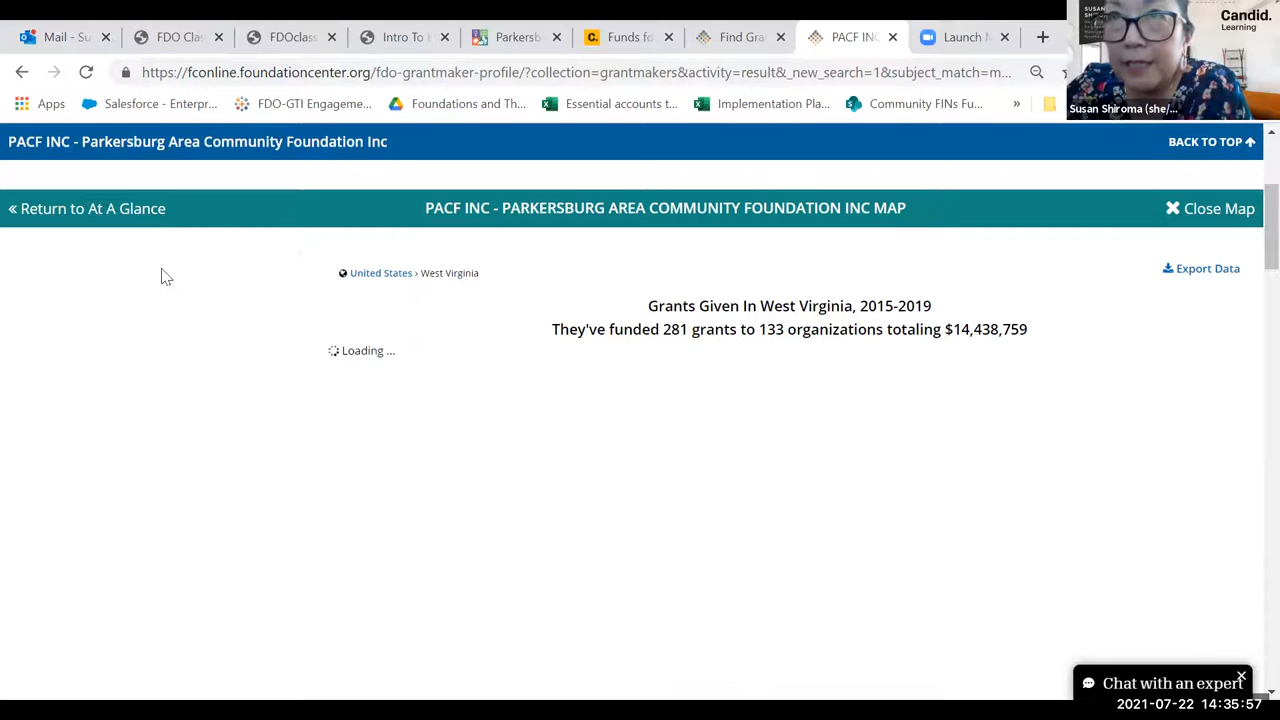 Mail - Su
FDO Clas
FDOclass
Intro To E
Parkersb
Funds fo
Find Gra
PACF INC
Launch M
SUSAN
Candid.
Learning
https://fconline.foundationcenter.org/fdo-grantmaker-profile/?collection=grantmakers&activity=result&_new_search=1&subject_match=m...
Apps
Salesforce - Enterpr...
FDO-GTI Engageme...
Foundations and Th...
Essential accounts t...
Implementation Pla...
Community FINs Fu...
»
Susan Shiroma (she/...
PACF INC - Parkersburg Area Community Foundation Inc
BACK TO TOP
« Return to At A Glance
PACF INC - PARKERSBURG AREA COMMUNITY FOUNDATION INC MAP
Close Map
United States › West Virginia
Export Data
Grants Given In West Virginia, 2015-2019
They've funded 281 grants to 133 organizations totaling $14,438,759
Loading ...
Chat with an expert
2021-07-22 14:35:57